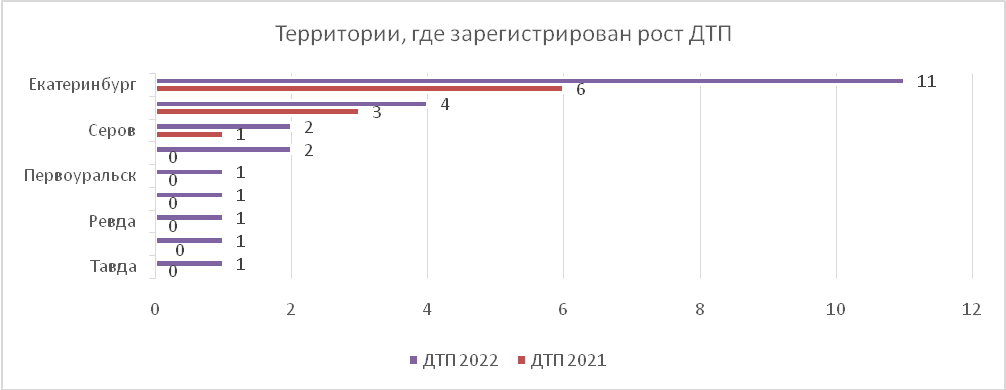 Территории, где зарегистрирован рост ДТП
Екатеринбург
11
6
4
3
Серов
2
1
2
0
Первоуральск
1
0
1
0
Ревда
1
0
1
0
Тавда
1
0
0 2 4 6 8 10 12
ДТП 2022 ДТП 2021